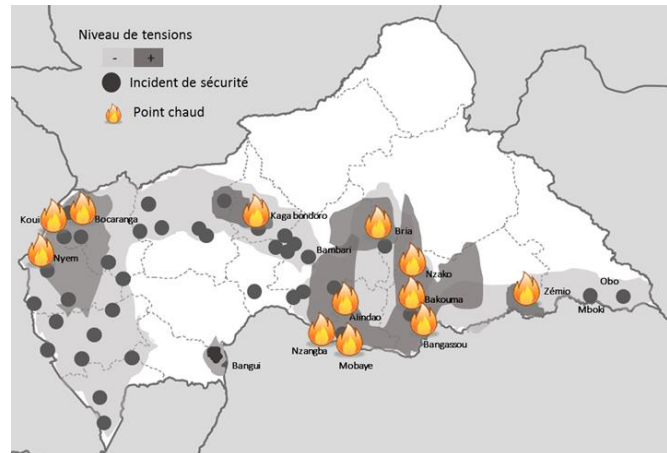 Niveau de tensions
- +
Incident de sécurité
Point chaud
Koui
Bocaranga
Kaga bondoro
Nyem
Bria
Bambari
Nzako
Zémio
Obo
Bakouma
Mboki
Alindao
Bangassou
Nzangba
Mobaye
Bangui